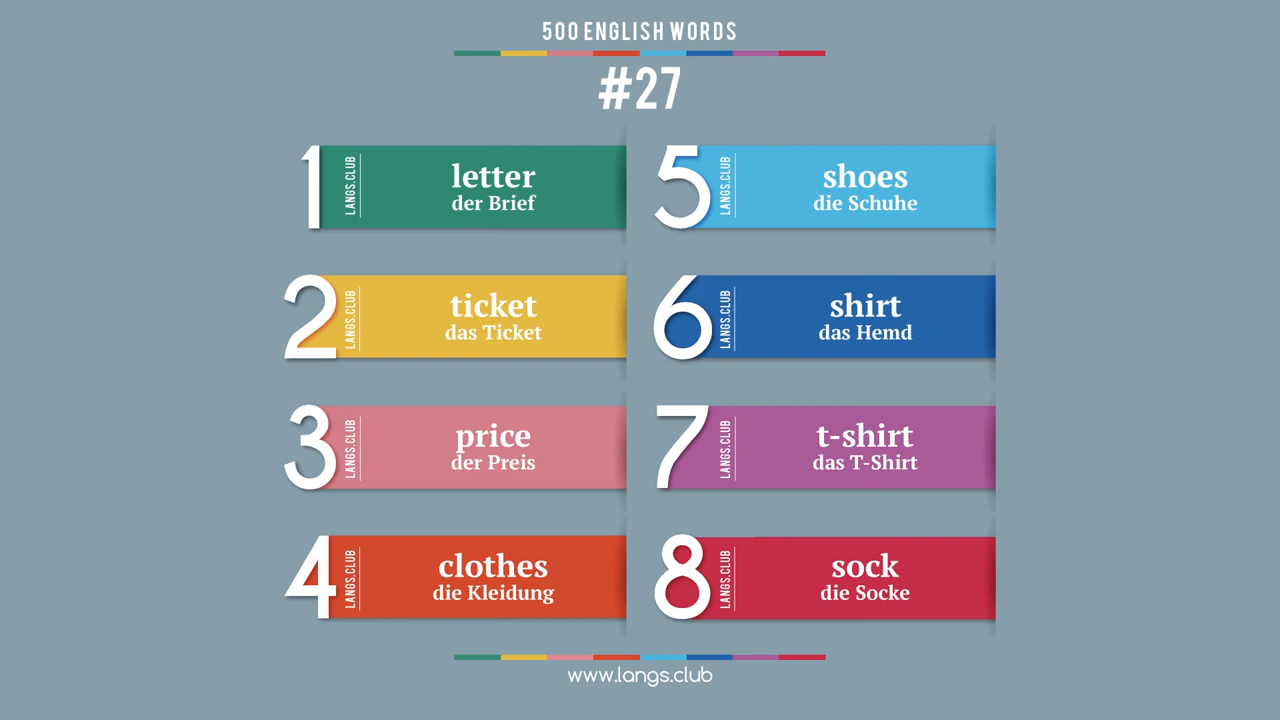 500 ENGLISH WORDS
#27
1
LANGS.CLUB
letter
der Brief
2
LANGS.CLUB
ticket
das Ticket
3
LANGS.CLUB
price
der Preis
4
LANGS.CLUB
clothes
die Kleidung
5
LANGS.CLUB
shoes
die Schuhe
6
LANGS.CLUB
shirt
das Hemd
7
LANGS.CLUB
t-shirt
das T-Shirt
8
LANGS.CLUB
sock
die Socke
www.langs.club